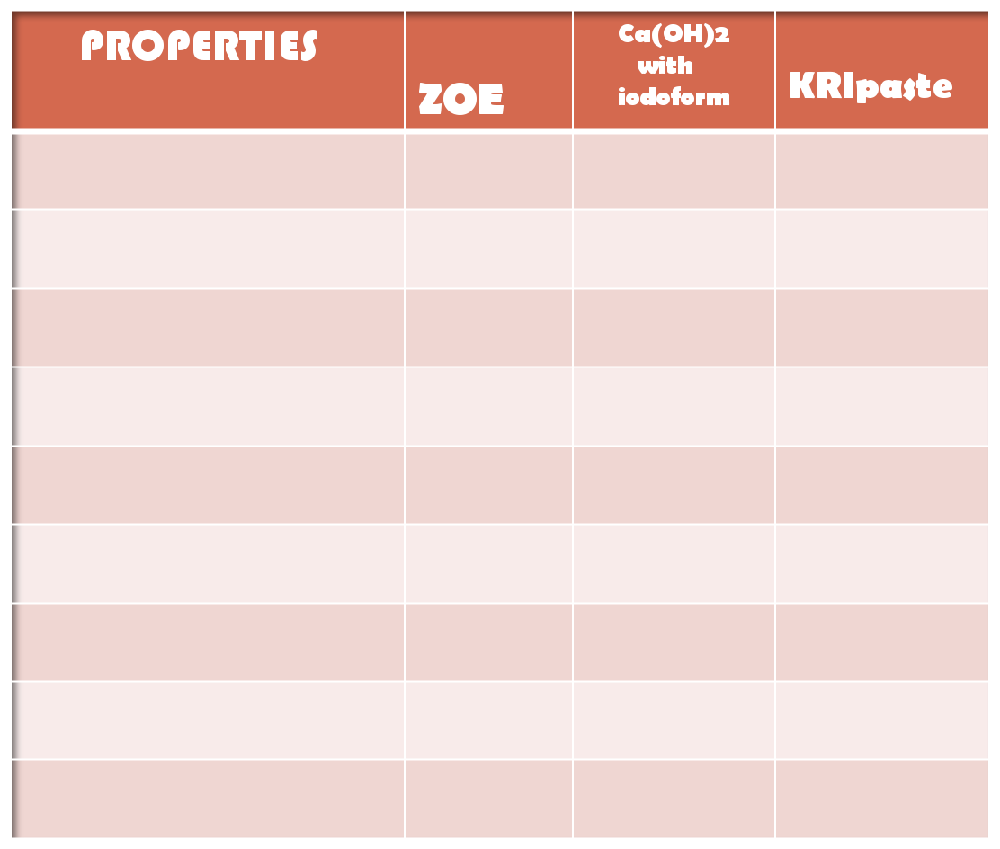 PROPERTIES
ZOE
Ca(OH)2
with
iodoform
KRIpaste